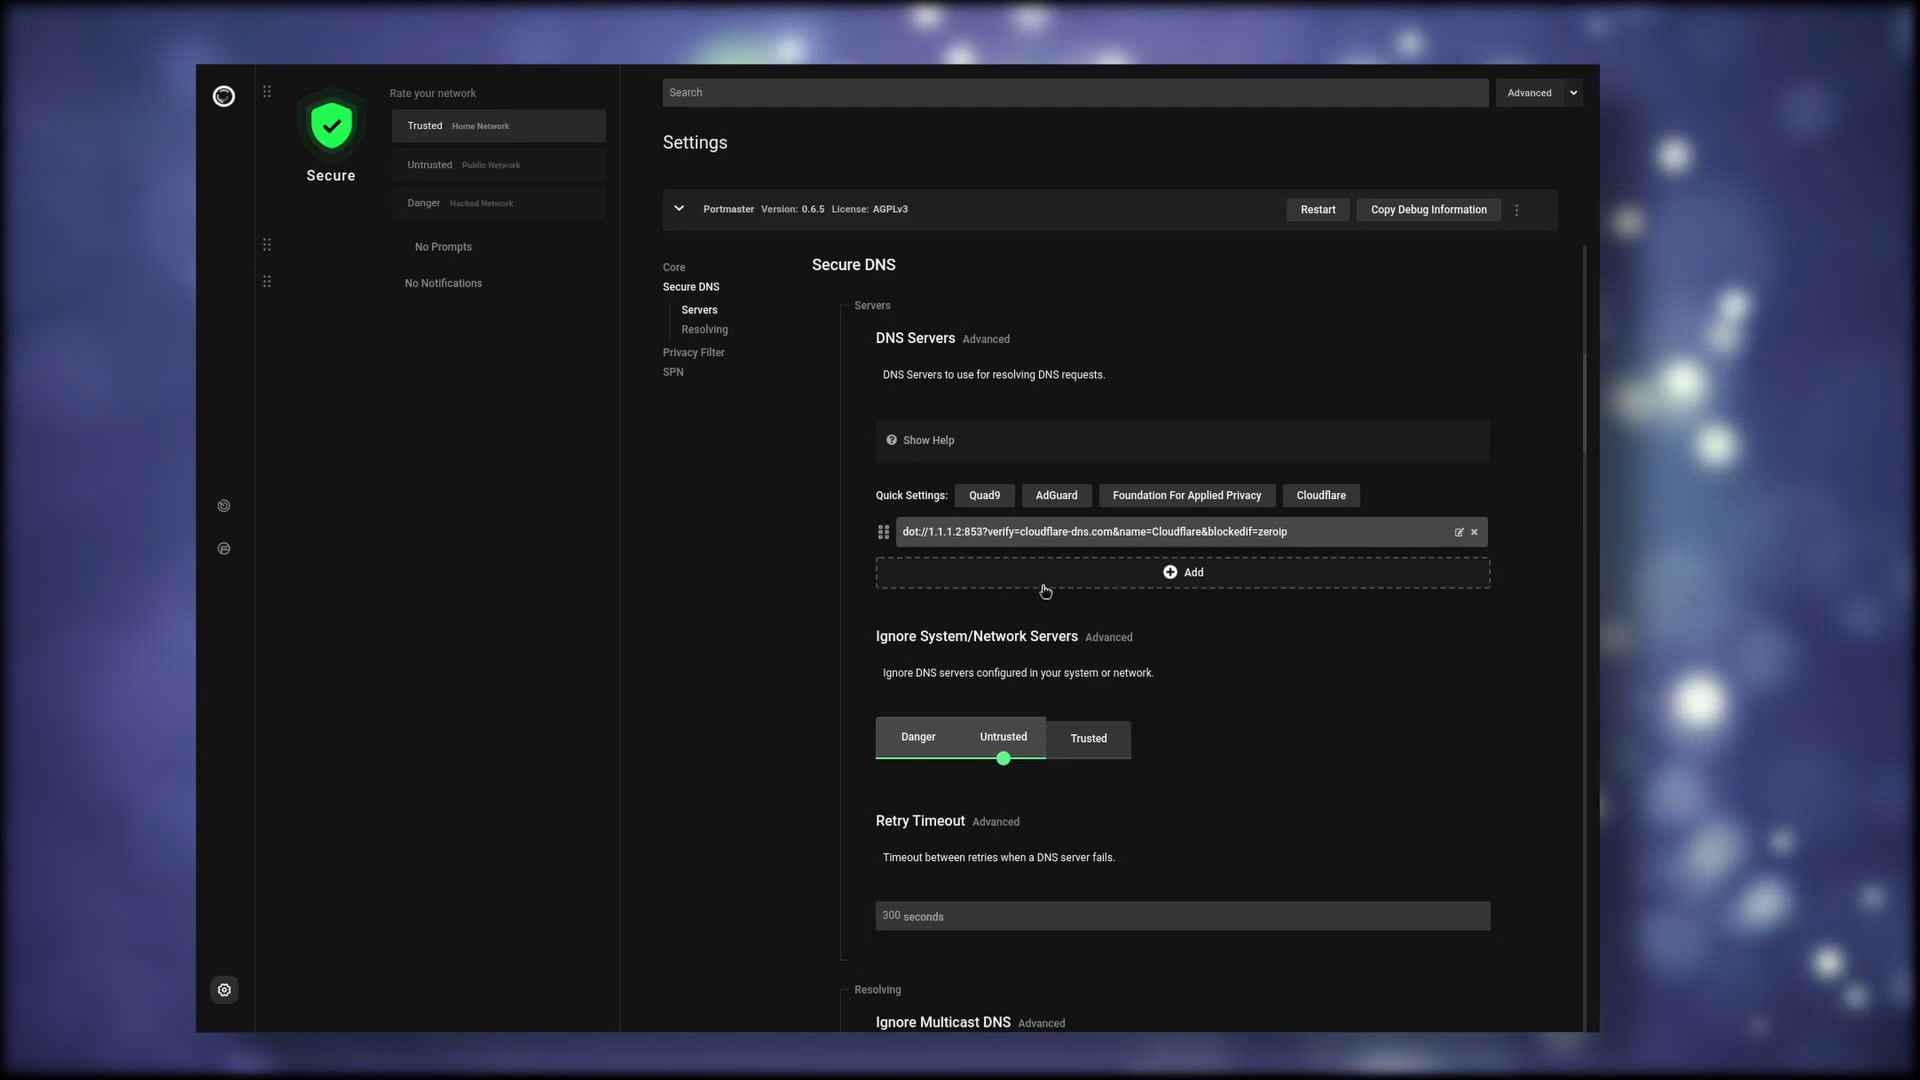 Rate your network
Trusted Home Network
Untrusted Public Network
Danger Hacked Network
Secure
No Prompts
No Notifications
Search
Advanced
Settings
Portmaster Version: 0.6.5 License: AGPLv3
Restart
Copy Debug Information
Core
Secure DNS
Servers
Resolving
Privacy Filter
SPN
Secure DNS
Servers
DNS Servers Advanced
DNS Servers to use for resolving DNS requests.
Show Help
Quick Settings: Quad9 AdGuard Foundation For Applied Privacy Cloudflare
dot://1.1.1.2:853?verify=cloudflare-dns.com&name=Cloudflare&blockedif=zeroip
Add
Ignore System/Network Servers Advanced
Ignore DNS servers configured in your system or network.
Danger Untrusted Trusted
Retry Timeout Advanced
Timeout between retries when a DNS server fails.
300 seconds
Resolving
Ignore Multicast DNS Advanced